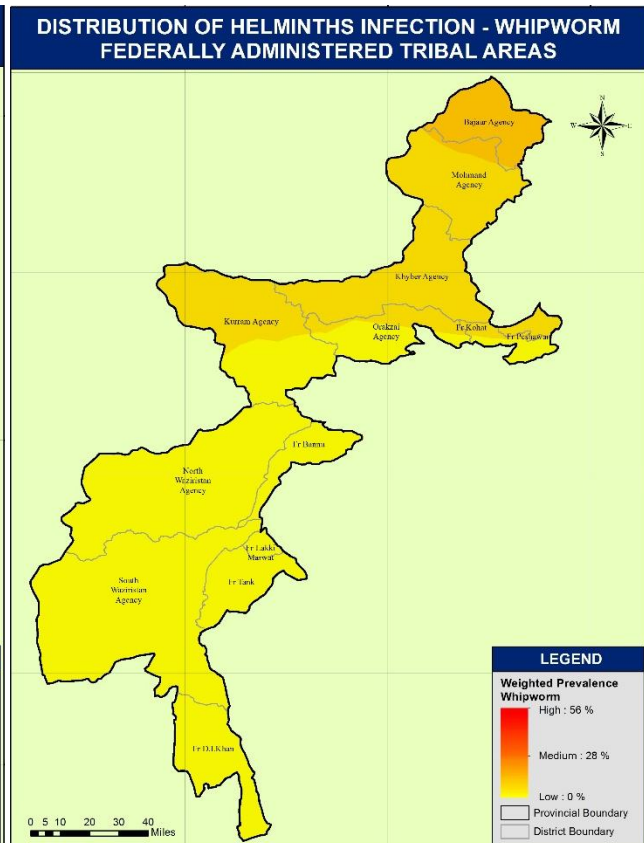 DISTRIBUTION OF HELMINTHS INFECTION - WHIPWORM
FEDERALLY ADMINISTERED TRIBAL AREAS
N
W
E
S
Bajaur Agency
Mohmand
Agency
Khyber Agency
Kurram Agency
Orakzai
Agency
Fr Kohat
Fr Peshawar
Fr Bannu
North
Waziristan
Agency
Fr Lakki
Marwat
South
Waziristan
Agency
Fr Tank
Fr D.I.Khan
LEGEND
Weighted Prevalence
Whipworm
High : 56 %
Medium : 28 %
Low : 0 %
Provincial Boundary
District Boundary
0 5 10 20 30 40
Miles